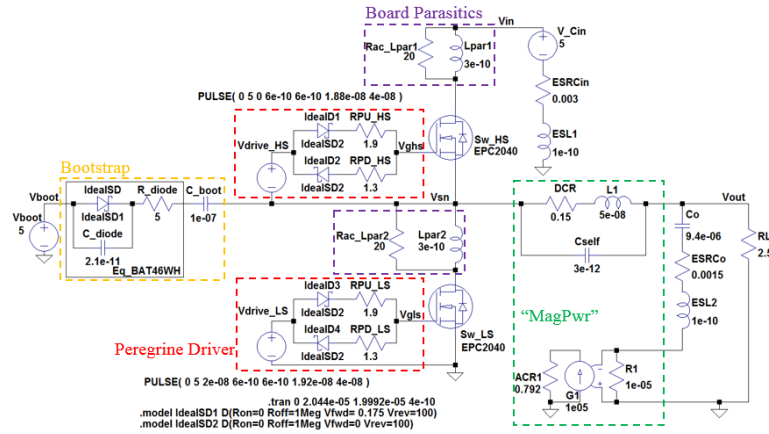 Board Parasitics
Vin
V_Cin
5
Rac_Lpar1
20
Lpar1
3e-10
ESRCin
0.003
ESL1
1e-10
PULSE( 0 5 0 6e-10 6e-10 1.88e-08 4e-08 )
IdealD1
RPU_HS
IdealSD2
1.9
Vdrive_HS
Vghs
Sw_HS
EPC2040
IdealD2
RPD_HS
IdealSD2
1.3
Bootstrap
Vboot
IdealSD
R_diode
C_boot
IdealSD1
5
1e-07
Vboot
5
C_diode
2.1e-11
Eq_BAT46WH
Vsn
DCR
L1
0.15
5e-08
Cself
3e-12
Vout
Co
9.4e-06
RL
2.5
ESRCo
0.0015
ESL2
1e-10
Rac_Lpar2
20
Lpar2
3e-10
IdealD3
RPU_LS
IdealSD2
1.9
Vdrive_LS
Vgls
Sw_LS
EPC2040
IdealD4
RPD_LS
IdealSD2
1.3
Peregrine Driver
PULSE( 0 5 2e-08 6e-10 6e-10 1.92e-08 4e-08 )
“MagPwr”
ACR1
0.792
G1
1e05
R1
1e-05
.tran 0 2.044e-05 1.9992e-05 4e-10
.model IdealSD1 D(Ron=0 Roff=1Meg Vfwd= 0.175 Vrev=100)
.model IdealSD2 D(Ron=0 Roff=1Meg Vfwd=0 Vrev=100)